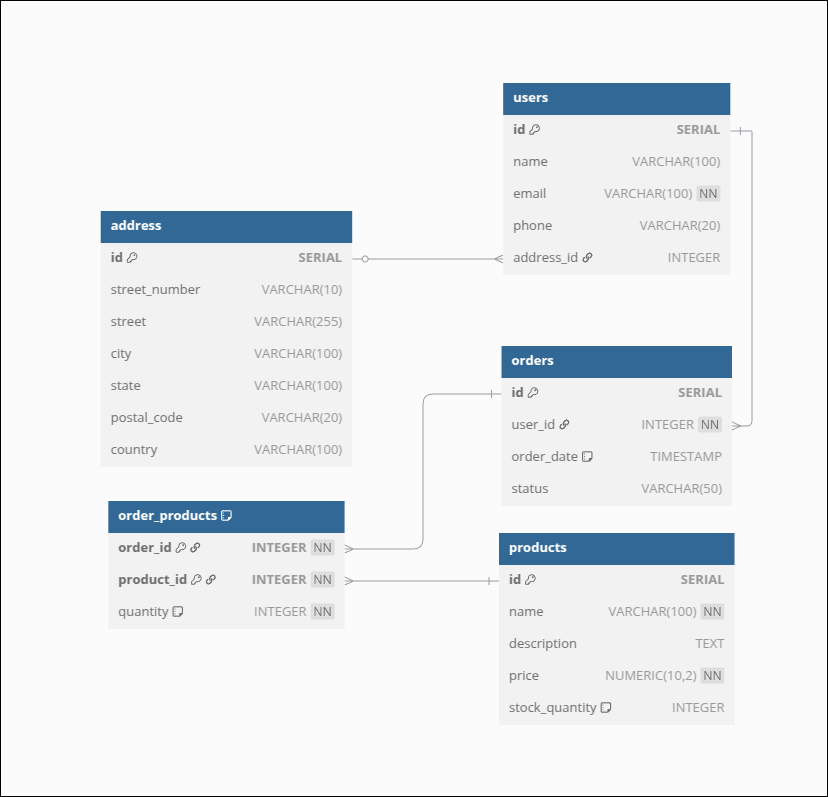 users
id SERIAL
name VARCHAR(100)
email VARCHAR(100) NN
phone VARCHAR(20)
address_id INTEGER
address
id SERIAL
street_number VARCHAR(10)
street VARCHAR(255)
city VARCHAR(100)
state VARCHAR(100)
postal_code VARCHAR(20)
country VARCHAR(100)
orders
id SERIAL
user_id INTEGER NN
order_date TIMESTAMP
status VARCHAR(50)
order_products
order_id INTEGER NN
product_id INTEGER NN
quantity INTEGER NN
products
id SERIAL
name VARCHAR(100) NN
description TEXT
price NUMERIC(10,2) NN
stock_quantity INTEGER